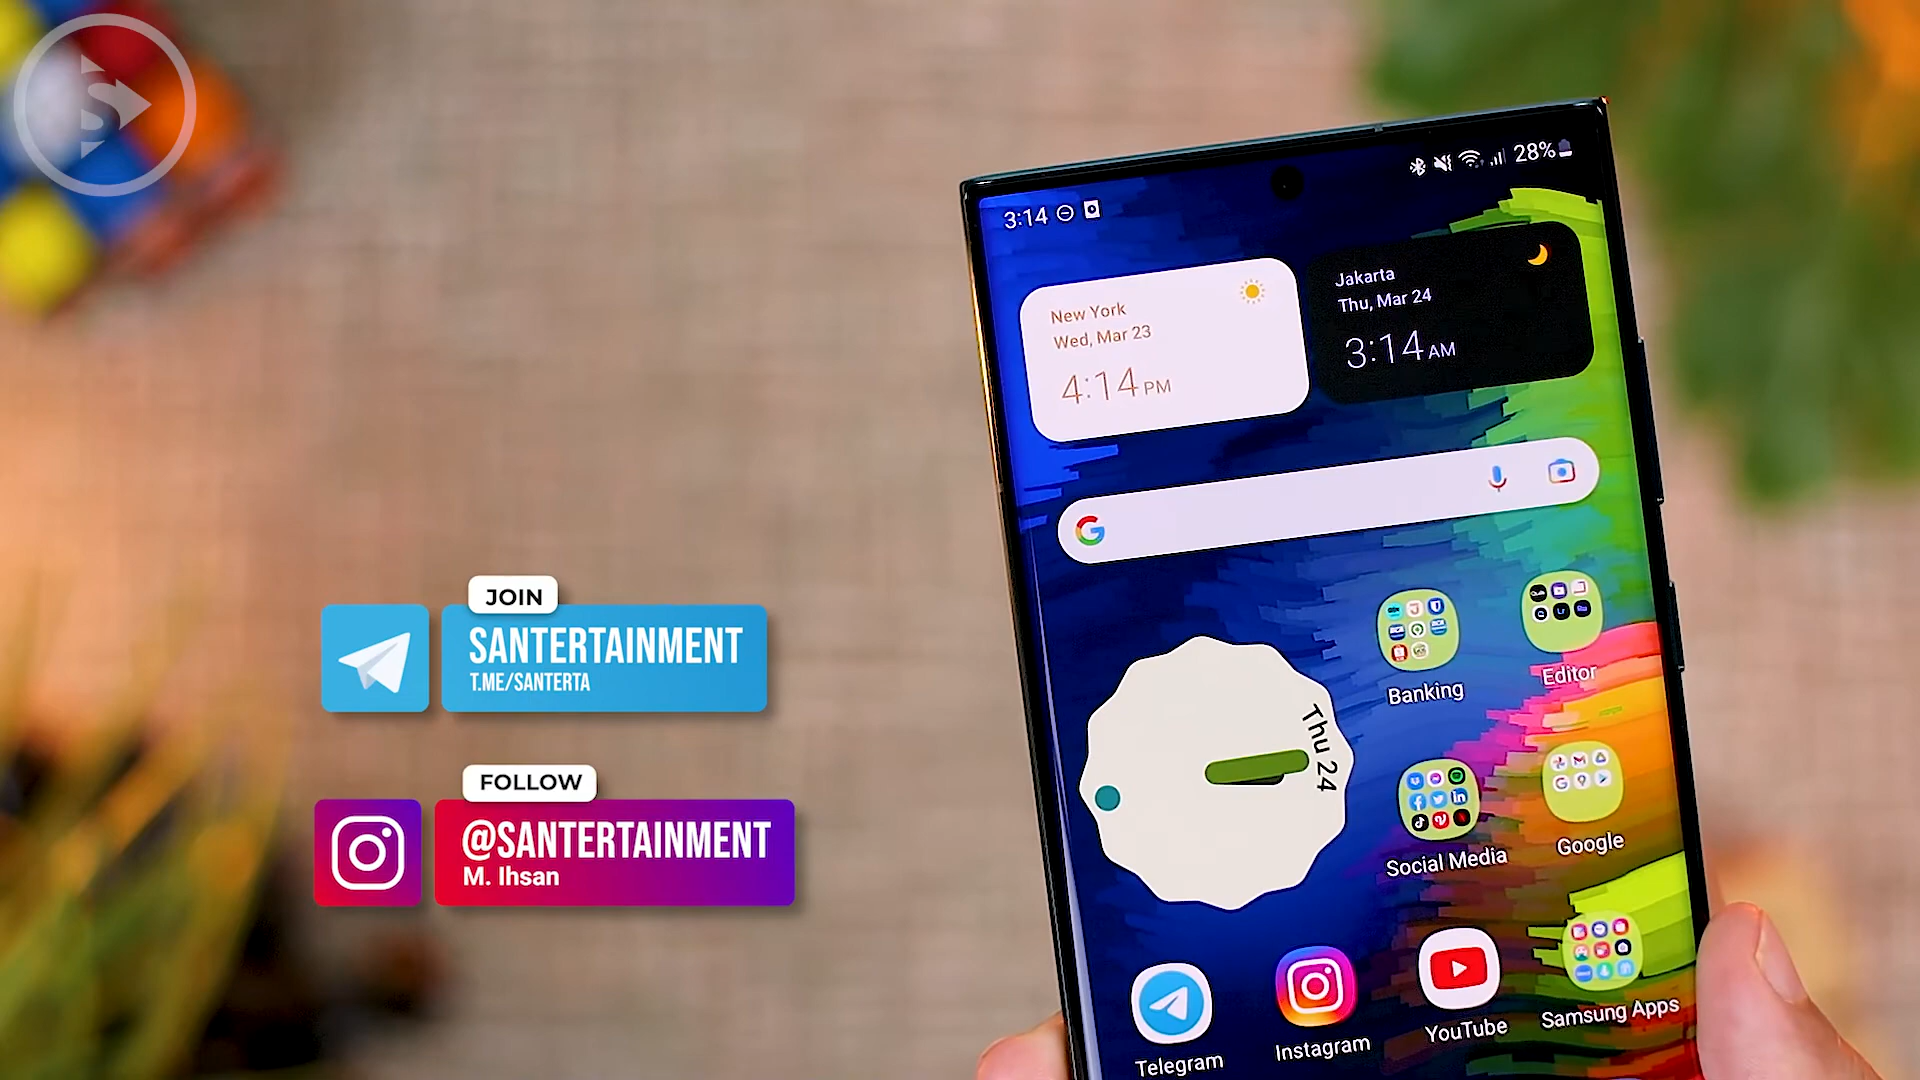 S
JOIN
SANTERTAINMENT
T.ME/SANTERTA
FOLLOW
@SANTERTAINMENT
M. Ihsan
3:14
28%
New York
Wed, Mar 23
4:14 PM
Jakarta
Thu, Mar 24
3:14 AM
G
Thu 24
Banking
Editor
Social Media
Google
Telegram
Instagram
YouTube
Samsung Apps